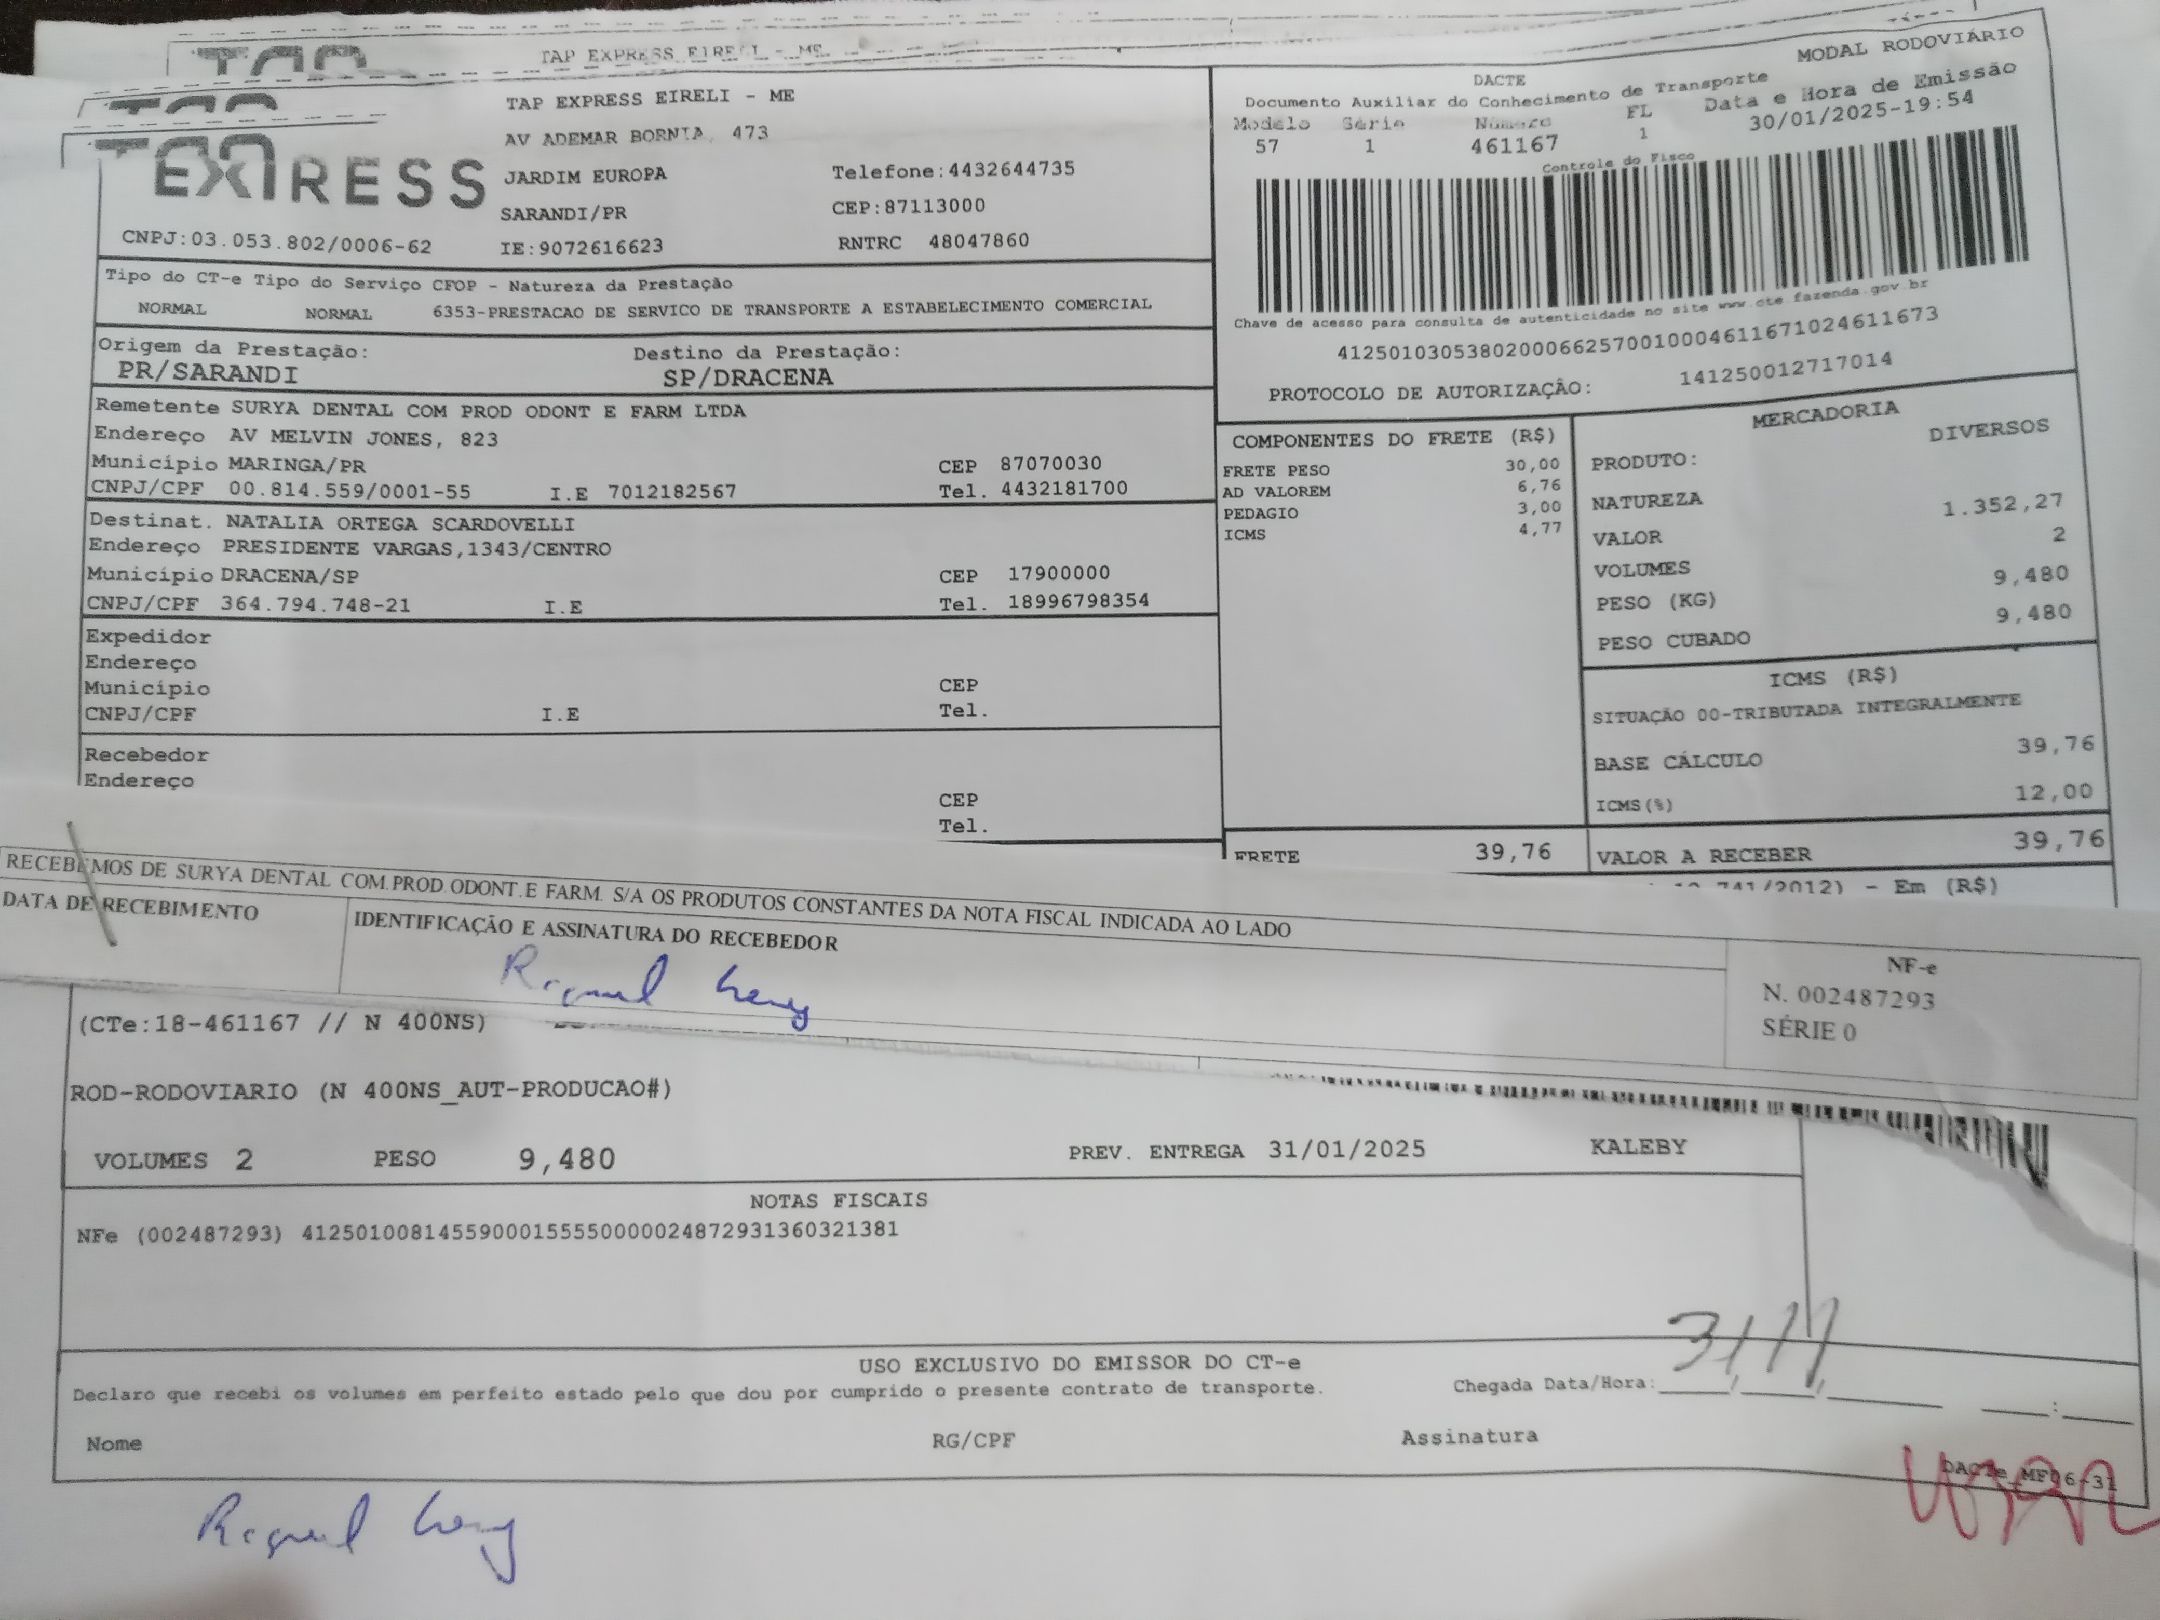 TAP EXPRESS EIRELI - ME
TAP EXPRESS EIRELI - ME
AV ADEMAR BORNIA, 473
JARDIM EUROPA Telefone:4432644735
SARANDI/PR CEP:87113000
CNPJ:03.053.802/0006-62 IE:9072616623 RNTRC 48047860
MODAL RODOVIÁRIO
DACTE
Documento Auxiliar do Conhecimento de Transporte
Modelo Série Número FL Data e Hora de Emissão
57 1 461167 1 30/01/2025-19:54
Controle do Fisco
Chave de acesso para consulta de autenticidade no site www.cte.fazenda.gov.br
41250103053802000662570010004611671024611673
PROTOCOLO DE AUTORIZAÇÃO: 141250012717014
Tipo do CT-e Tipo do Serviço CFOP - Natureza da Prestação
NORMAL NORMAL 6353-PRESTACAO DE SERVICO DE TRANSPORTE A ESTABELECIMENTO COMERCIAL
Origem da Prestação: Destino da Prestação:
PR/SARANDI SP/DRACENA
Remetente SURYA DENTAL COM PROD ODONT E FARM LTDA
Endereço AV MELVIN JONES, 823
Município MARINGA/PR CEP 87070030
CNPJ/CPF 00.814.559/0001-55 I.E 7012182567 Tel. 4432181700
Destinat. NATALIA ORTEGA SCARDOVELLI
Endereço PRESIDENTE VARGAS,1343/CENTRO
Município DRACENA/SP CEP 17900000
CNPJ/CPF 364.794.748-21 I.E Tel. 18996798354
Expedidor
Endereço
Município CEP
CNPJ/CPF I.E Tel.
Recebedor
Endereço
CEP
Tel.
COMPONENTES DO FRETE (R$)
FRETE PESO 30,00
AD VALOREM 6,76
PEDAGIO 3,00
ICMS 4,77
FRETE 39,76
MERCADORIA
PRODUTO: DIVERSOS
NATUREZA
VALOR 1.352,27
VOLUMES 2
PESO (KG) 9,480
PESO CUBADO 9,480
ICMS (R$)
SITUAÇÃO 00-TRIBUTADA INTEGRALMENTE
BASE CÁLCULO 39,76
ICMS(%) 12,00
VALOR A RECEBER 39,76
741/2012) - Em (R$)
RECEBEMOS DE SURYA DENTAL COM.PROD.ODONT.E FARM. S/A OS PRODUTOS CONSTANTES DA NOTA FISCAL INDICADA AO LADO
DATA DE RECEBIMENTO IDENTIFICAÇÃO E ASSINATURA DO RECEBEDOR
NF-e
N. 002487293
SÉRIE 0
(CTe:18-461167 // N 400NS)
ROD-RODOVIARIO (N 400NS_AUT-PRODUCAO#)
VOLUMES 2 PESO 9,480 PREV. ENTREGA 31/01/2025 KALEBY
NOTAS FISCAIS
NFe (002487293) 41250100814559000155550000024872931360321381
USO EXCLUSIVO DO EMISSOR DO CT-e
Declaro que recebi os volumes em perfeito estado pelo que dou por cumprido o presente contrato de transporte. Chegada Data/Hora:
Nome RG/CPF Assinatura
DACTe_MF06-31